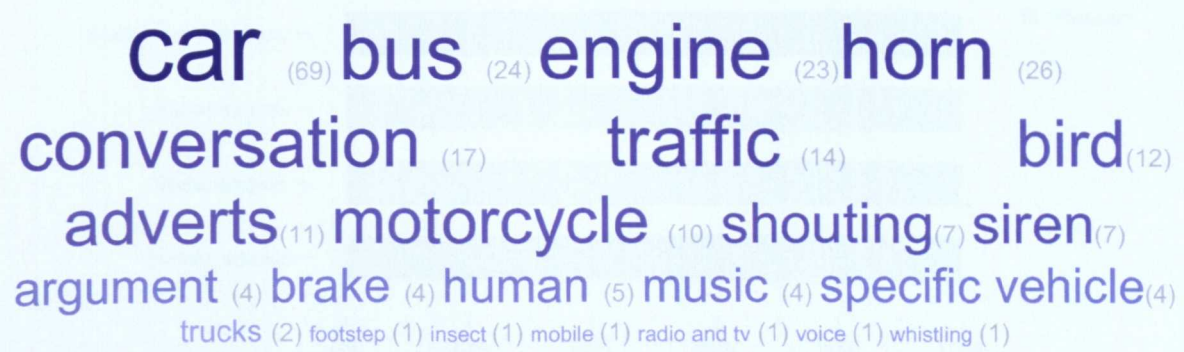 car (69) bus (24) engine (23) horn (26)
conversation (17) traffic (14) bird (12)
adverts (11) motorcycle (10) shouting (7) siren (7)
argument (4) brake (4) human (5) music (4) specific vehicle (4)
trucks (2) footstep (1) insect (1) mobile (1) radio and tv (1) voice (1) whistling (1)